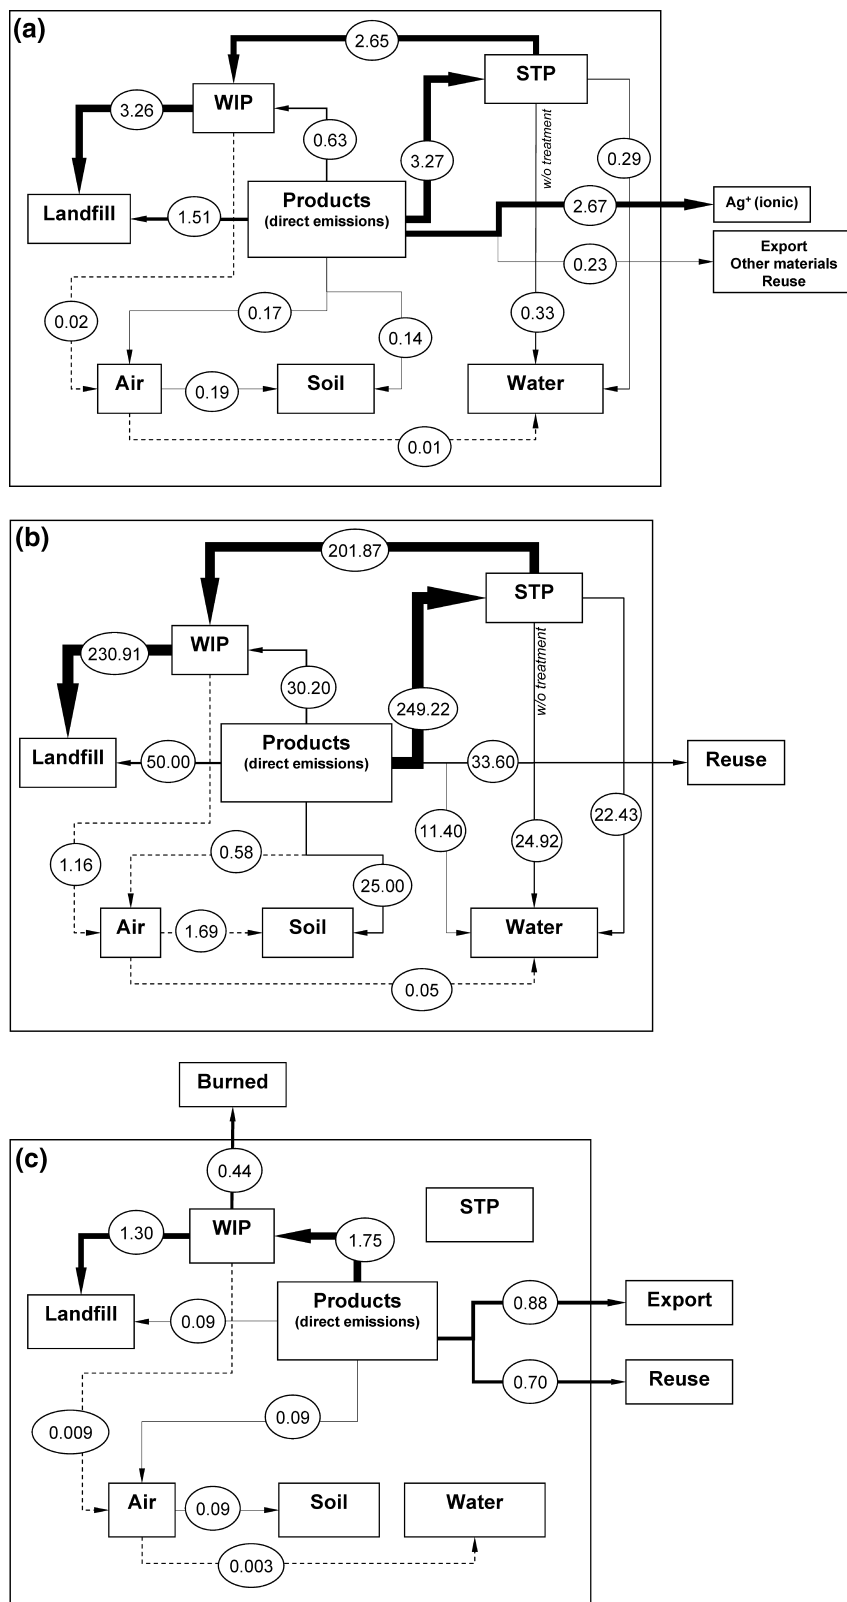 (a)
2.65
STP
WIP
3.26
0.63
3.27
w/o treatment
0.29
Products
(direct emissions)
Landfill
1.51
2.67
Ag⁺ (ionic)
0.23
Export
Other materials
Reuse
0.02
0.17
0.14
0.33
Air
0.19
Soil
Water
0.01
(b)
201.87
STP
WIP
230.91
30.20
249.22
w/o treatment
Products
(direct emissions)
Landfill
50.00
33.60
Reuse
22.43
11.40
24.92
1.16
0.58
25.00
Air
1.69
Soil
Water
0.05
Burned
(c)
0.44
STP
WIP
1.30
1.75
Products
(direct emissions)
Landfill
0.09
0.88
Export
0.70
Reuse
0.009
0.09
Air
0.09
Soil
Water
0.003